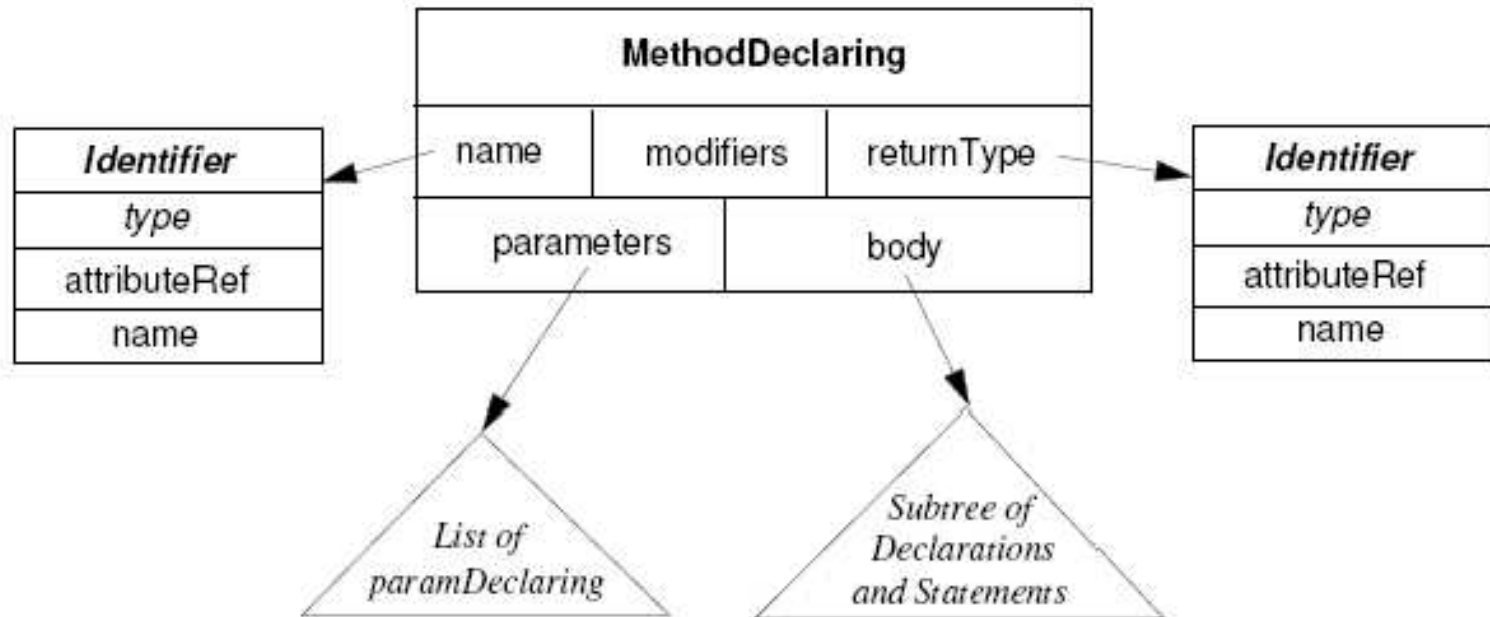 MethodDeclaring
name modifiers returnType
parameters body
Identifier
type
attributeRef
name
Identifier
type
attributeRef
name
List of
paramDeclaring
Subtree of
Declarations
and Statements